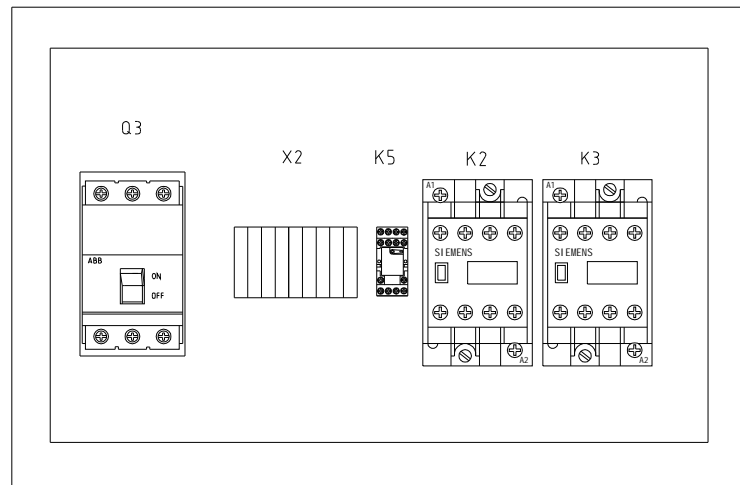 Q3
X2
K5
K2
K3
A1
A1
ABB
ON
OFF
SIEMENS
SIEMENS
A2
A2